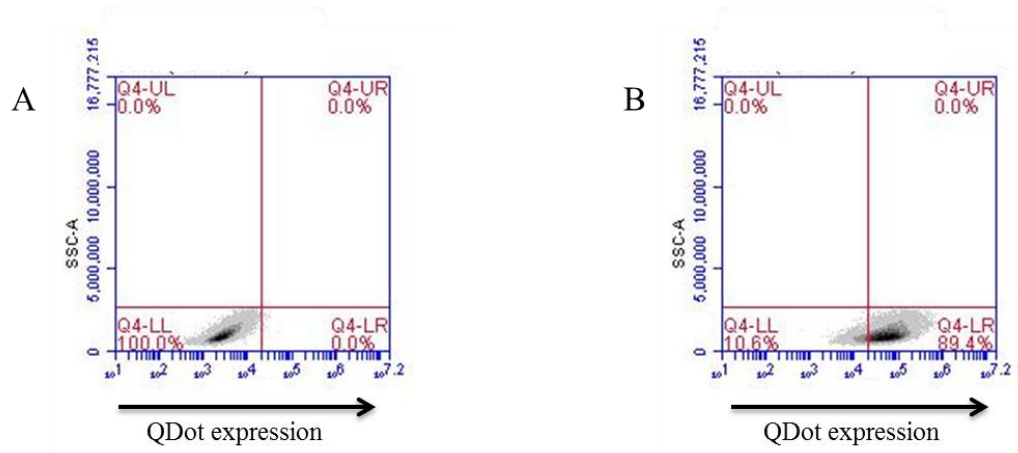 A
SSC-A
16,777,215
10,000,000
5,000,000
0
Q4-UL
0.0%
Q4-UR
0.0%
Q4-LL
100.0%
Q4-LR
0.0%
10^1 10^2 10^3 10^4 10^5 10^6 10^7.2
QDot expression
B
SSC-A
16,777,215
10,000,000
5,000,000
0
Q4-UL
0.0%
Q4-UR
0.0%
Q4-LL
10.6%
Q4-LR
89.4%
10^1 10^2 10^3 10^4 10^5 10^6 10^7.2
QDot expression